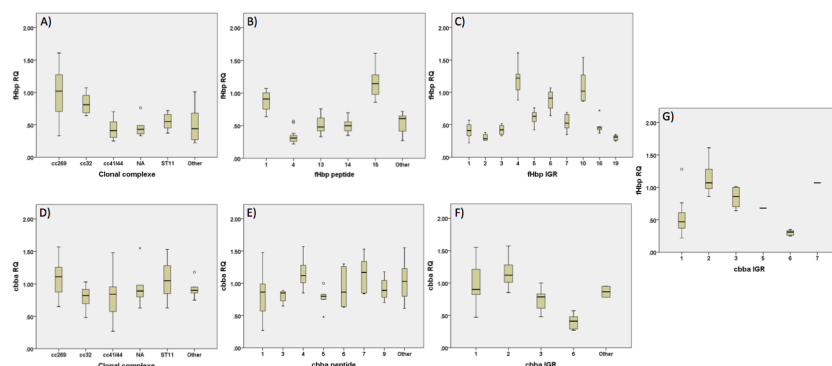 A)
fHbp RQ
2.00
1.50
1.00
.50
.00
cc269 cc32 cc41/44 NA ST11 Other
Clonal complexe
B)
fHbp RQ
2.00
1.50
1.00
.50
.00
1 4 13 14 15 Other
fHbp peptide
C)
fHbp RQ
2.00
1.50
1.00
.50
.00
1 2 3 4 5 6 7 10 16 19
fHbp IGR
G)
fHbp RQ
2.00
1.50
1.00
.50
.00
1 2 3 5 6 7
cbba IGR
D)
cbba RQ
2.00
1.50
1.00
.50
.00
cc269 cc32 cc41/44 NA ST11 Other
Clonal complexe
E)
cbba RQ
2.00
1.50
1.00
.50
.00
1 3 4 5 6 7 9 Other
cbba peptide
F)
cbba RQ
2.00
1.50
1.00
.50
.00
1 2 3 6 Other
cbba IGR